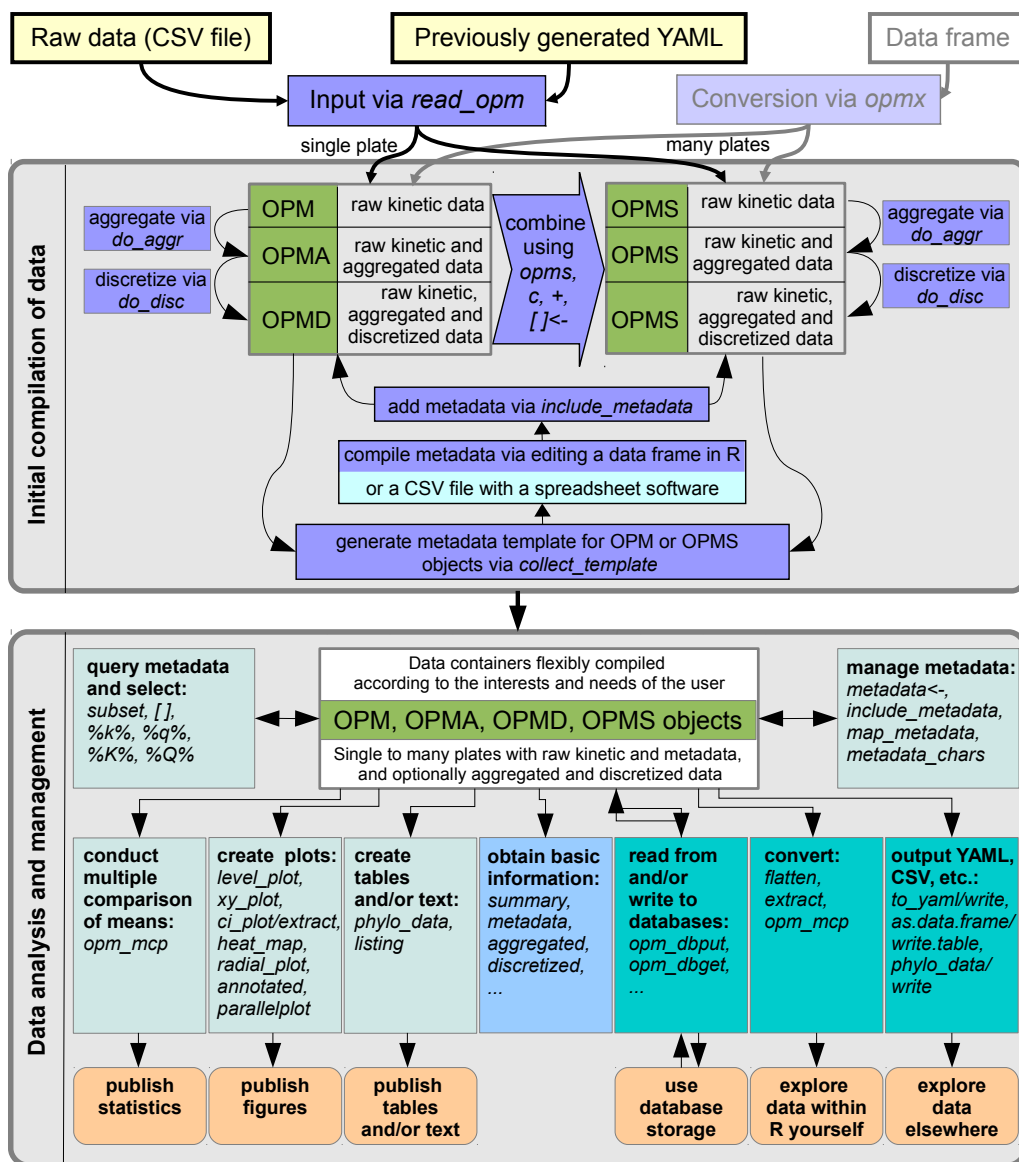 Raw data (CSV file)
Previously generated YAML
Data frame
Input via read_opm
Conversion via opmx
single plate
many plates
Initial compilation of data
aggregate via
do_aggr
discretize via
do_disc
OPM
raw kinetic data
OPMA
raw kinetic and
aggregated data
OPMD
raw kinetic,
aggregated and
discretized data
combine
using
opms,
c, +,
[ ]<-
OPMS
raw kinetic data
OPMS
raw kinetic and
aggregated data
OPMS
raw kinetic,
aggregated and
discretized data
aggregate via
do_aggr
discretize via
do_disc
add metadata via include_metadata
compile metadata via editing a data frame in R
or a CSV file with a spreadsheet software
generate metadata template for OPM or OPMS
objects via collect_template
Data analysis and management
query metadata
and select:
subset, [ ],
%k%, %q%,
%K%, %Q%
Data containers flexibly compiled
according to the interests and needs of the user
OPM, OPMA, OPMD, OPMS objects
Single to many plates with raw kinetic and metadata,
and optionally aggregated and discretized data
manage metadata:
metadata<-,
include_metadata,
map_metadata,
metadata_chars
conduct
multiple
comparison
of means:
opm_mcp
create plots:
level_plot,
xy_plot,
ci_plot/extract,
heat_map,
radial_plot,
annotated,
parallelplot
create
tables
and/or text:
phylo_data,
listing
obtain basic
information:
summary,
metadata,
aggregated,
discretized,
...
read from
and/or
write to
databases:
opm_dbput,
opm_dbget,
...
convert:
flatten,
extract,
opm_mcp
output YAML,
CSV, etc.:
to_yaml/write,
as.data.frame/
write.table,
phylo_data/
write
publish
statistics
publish
figures
publish
tables
and/or text
use
database
storage
explore
data within
R yourself
explore
data
elsewhere